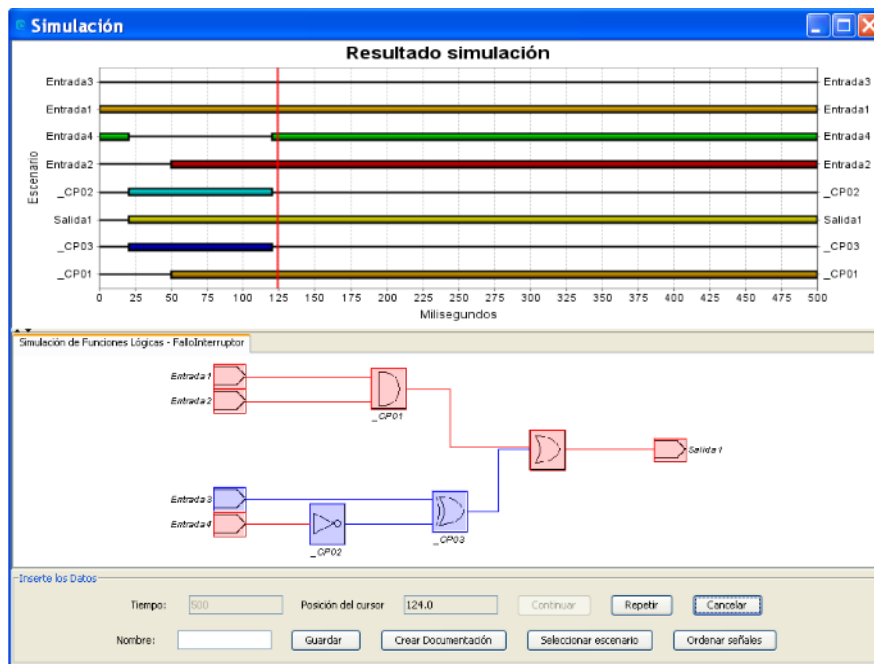 Simulación
Resultado simulación
Entrada3 Entrada3
Entrada1 Entrada1
Entrada4 Entrada4
Entrada2 Entrada2
_CP02 _CP02
Salida1 Salida1
_CP03 _CP03
_CP01 _CP01
Escenario
0 25 50 75 100 125 150 175 200 225 250 275 300 325 350 375 400 425 450 475 500
Milisegundos
Simulación de Funciones Lógicas - FalloInterruptor
Entrada 1
Entrada 2
_CP01
Salida 1
Entrada 3
Entrada 4
_CP02
_CP03
Inserte los Datos
Tiempo: 500 Posición del cursor 124.0 Continuar Repetir Cancelar
Nombre: Guardar Crear Documentación Seleccionar escenario Ordenar señales